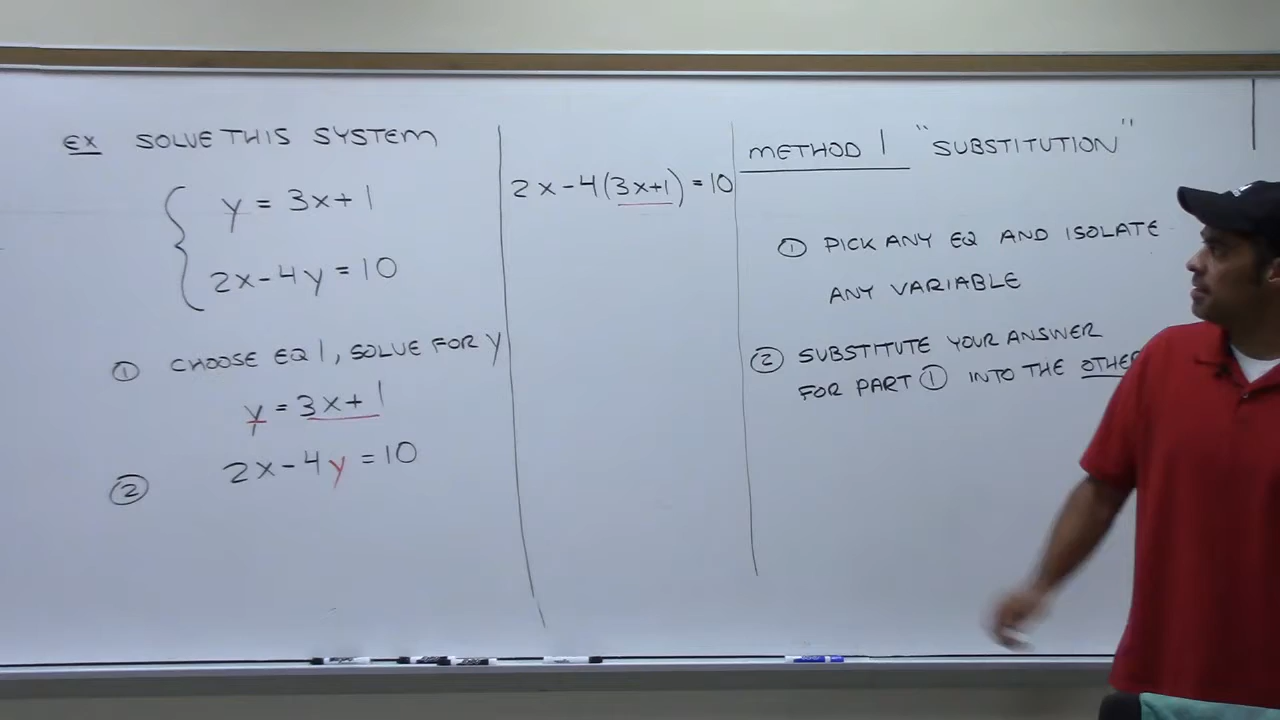 EX SOLVE THIS SYSTEM
y = 3x+1
2x-4y=10
① CHOOSE EQ 1, SOLVE FOR Y
y = 3x+1
② 2x-4y=10
2x-4(3x+1)=10
METHOD 1 "SUBSTITUTION"
① PICK ANY EQ AND ISOLATE
ANY VARIABLE
② SUBSTITUTE YOUR ANSWER
FOR PART ① INTO THE